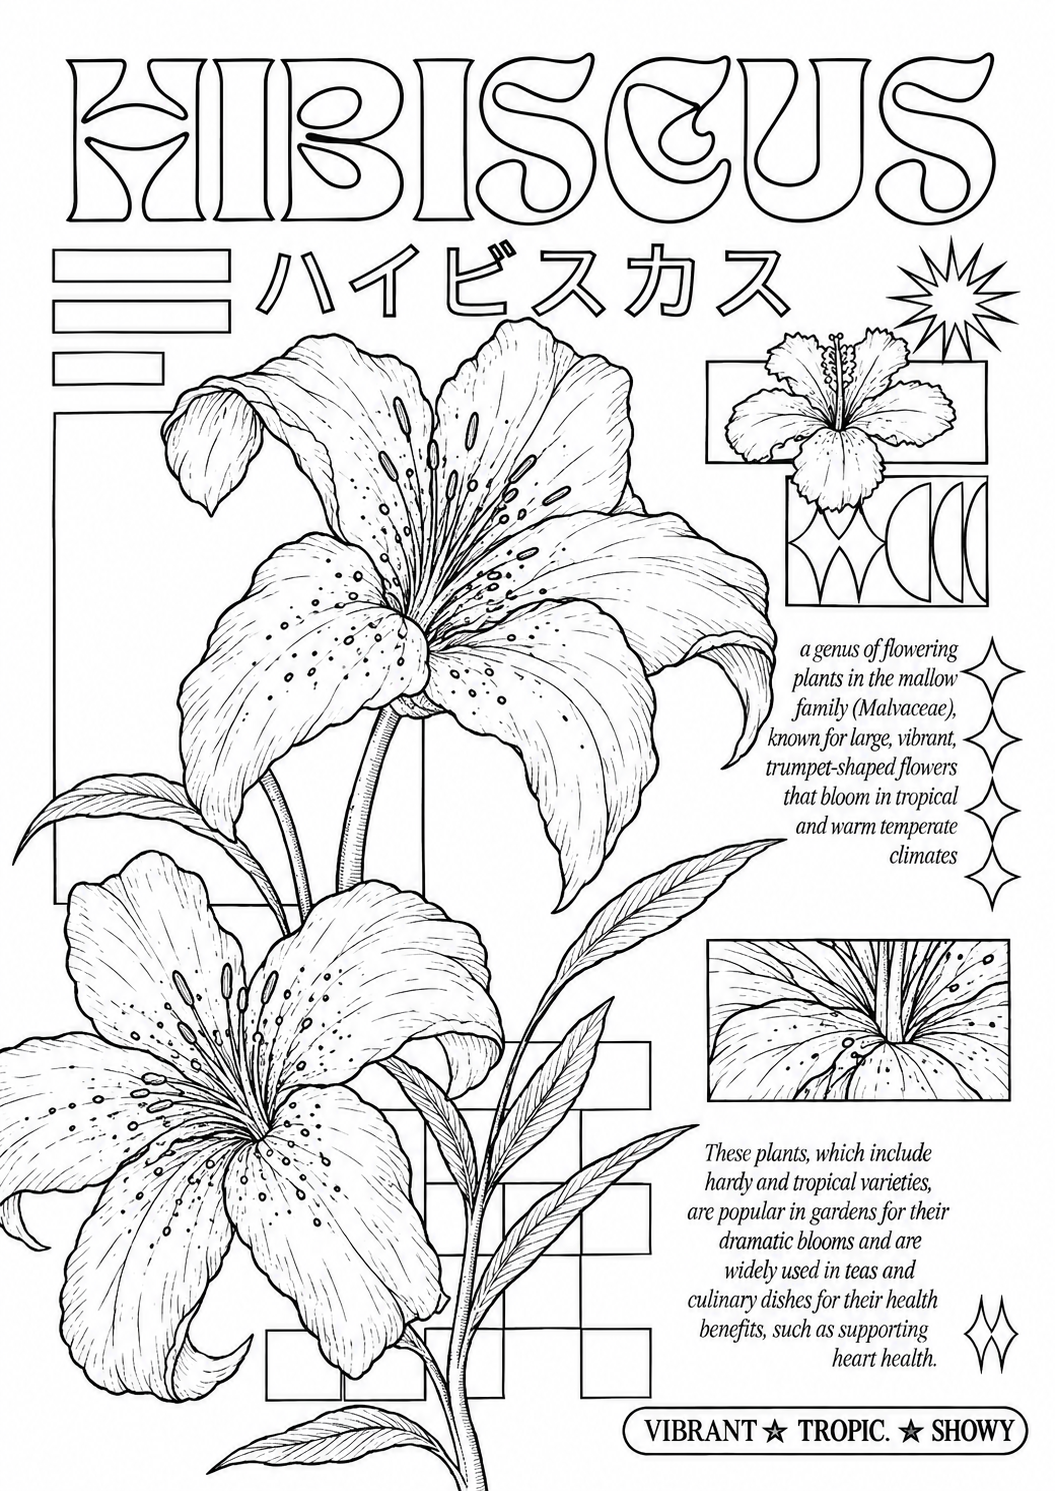 HIBISCUS
ハイビスカス
a genus of flowering
plants in the mallow
family (Malvaceae),
known for large, vibrant,
trumpet-shaped flowers
that bloom in tropical
and warm temperate
climates
These plants, which include
hardy and tropical varieties,
are popular in gardens for their
dramatic blooms and are
widely used in teas and
culinary dishes for their health
benefits, such as supporting
heart health.
VIBRANT ★ TROPIC. ★ SHOWY